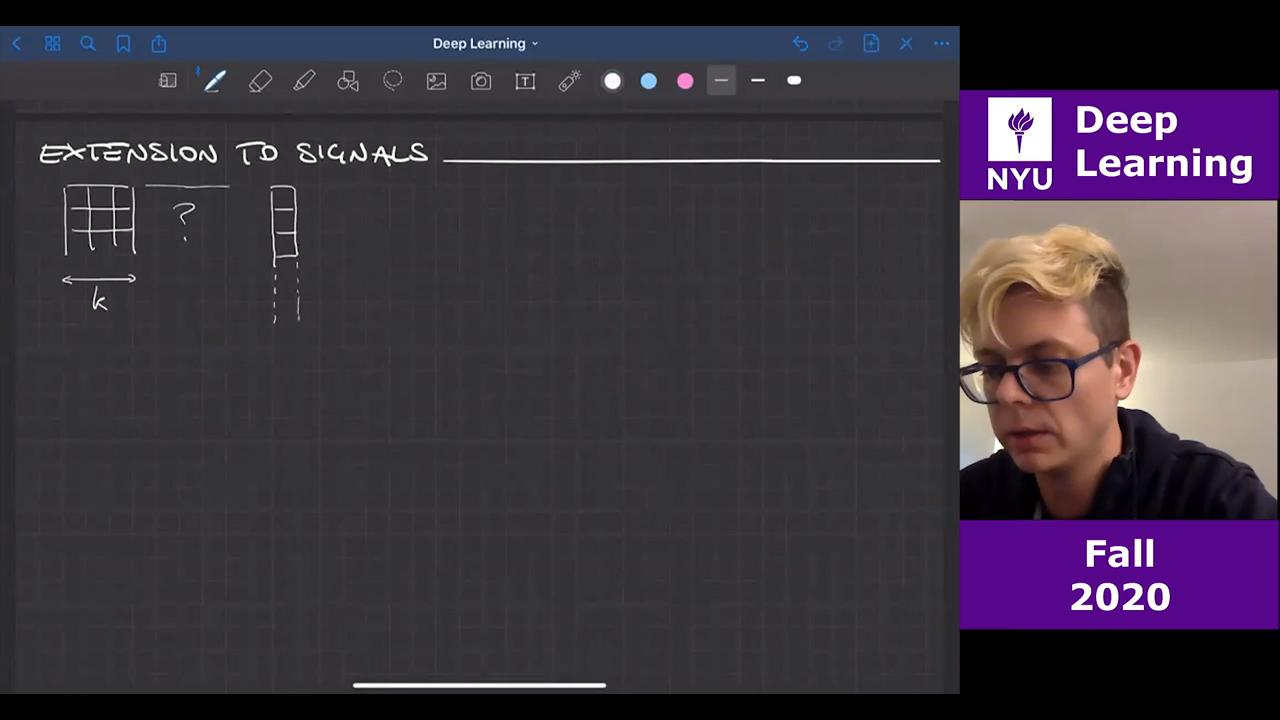 Deep Learning
T
EXTENSION TO SIGNALS
?
k
NYU
Deep
Learning
Fall
2020